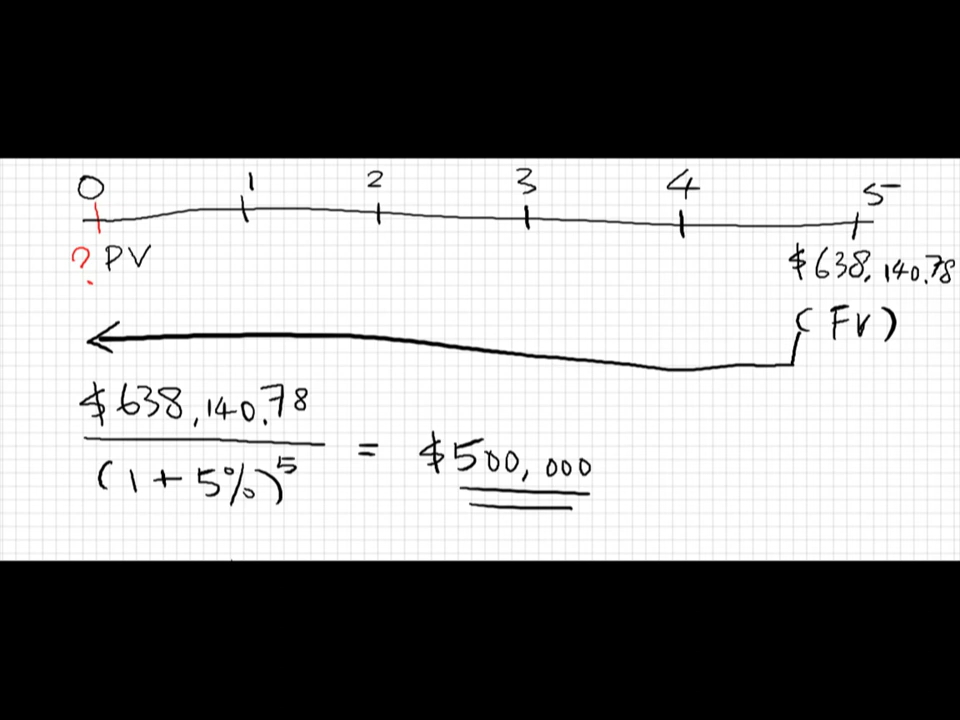 0 1 2 3 4 5
? PV $638,140.78
(FV)
$638,140.78
(1+5%)^5 = $500,000